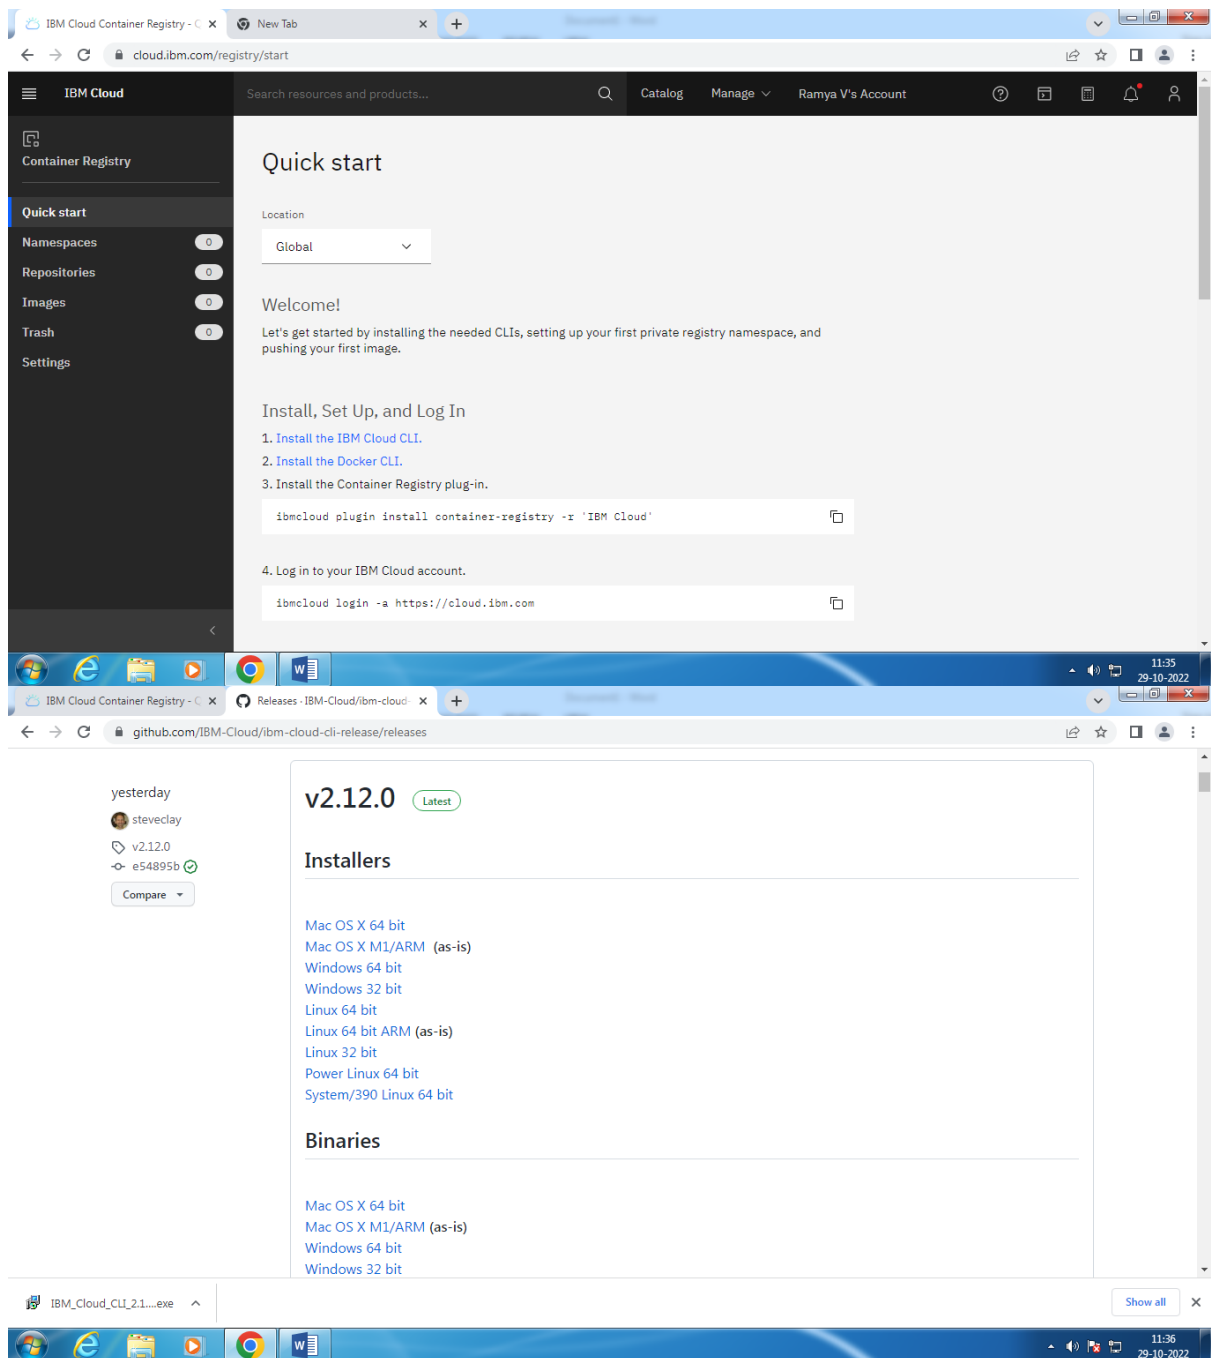 IBM Cloud Container Registry - C
New Tab
cloud.ibm.com/registry/start
IBM Cloud
Search resources and products...
Catalog
Manage
Ramya V's Account
Container Registry
Quick start
Namespaces 0
Repositories 0
Images 0
Trash 0
Settings
Quick start
Location
Global
Welcome!
Let's get started by installing the needed CLIs, setting up your first private registry namespace, and
pushing your first image.
Install, Set Up, and Log In
1. Install the IBM Cloud CLI.
2. Install the Docker CLI.
3. Install the Container Registry plug-in.
ibmcloud plugin install container-registry -r 'IBM Cloud'
4. Log in to your IBM Cloud account.
ibmcloud login -a https://cloud.ibm.com
11:35
29-10-2022
IBM Cloud Container Registry - C
Releases · IBM-Cloud/ibm-cloud-
github.com/IBM-Cloud/ibm-cloud-cli-release/releases
yesterday
steveclay
v2.12.0
e54895b
Compare
v2.12.0 Latest
Installers
Mac OS X 64 bit
Mac OS X M1/ARM (as-is)
Windows 64 bit
Windows 32 bit
Linux 64 bit
Linux 64 bit ARM (as-is)
Linux 32 bit
Power Linux 64 bit
System/390 Linux 64 bit
Binaries
Mac OS X 64 bit
Mac OS X M1/ARM (as-is)
Windows 64 bit
Windows 32 bit
IBM_Cloud_CLI_2.1....exe
Show all
11:36
29-10-2022